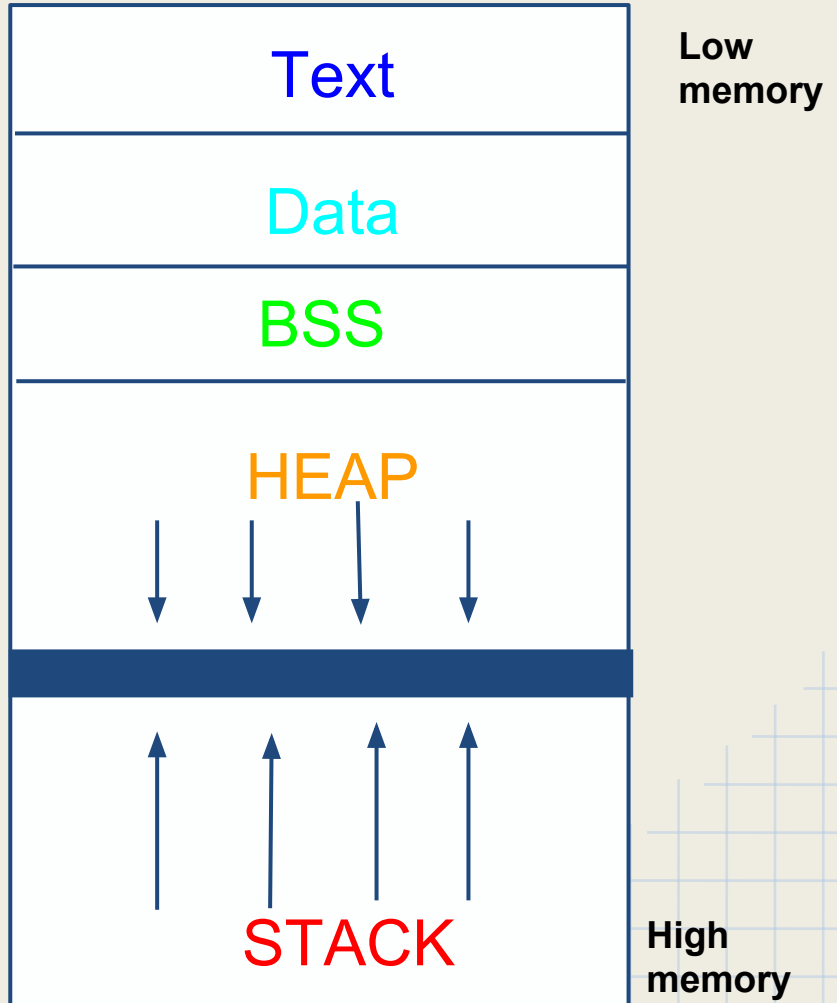 Text
Low
memory
Data
BSS
HEAP
STACK
High
memory